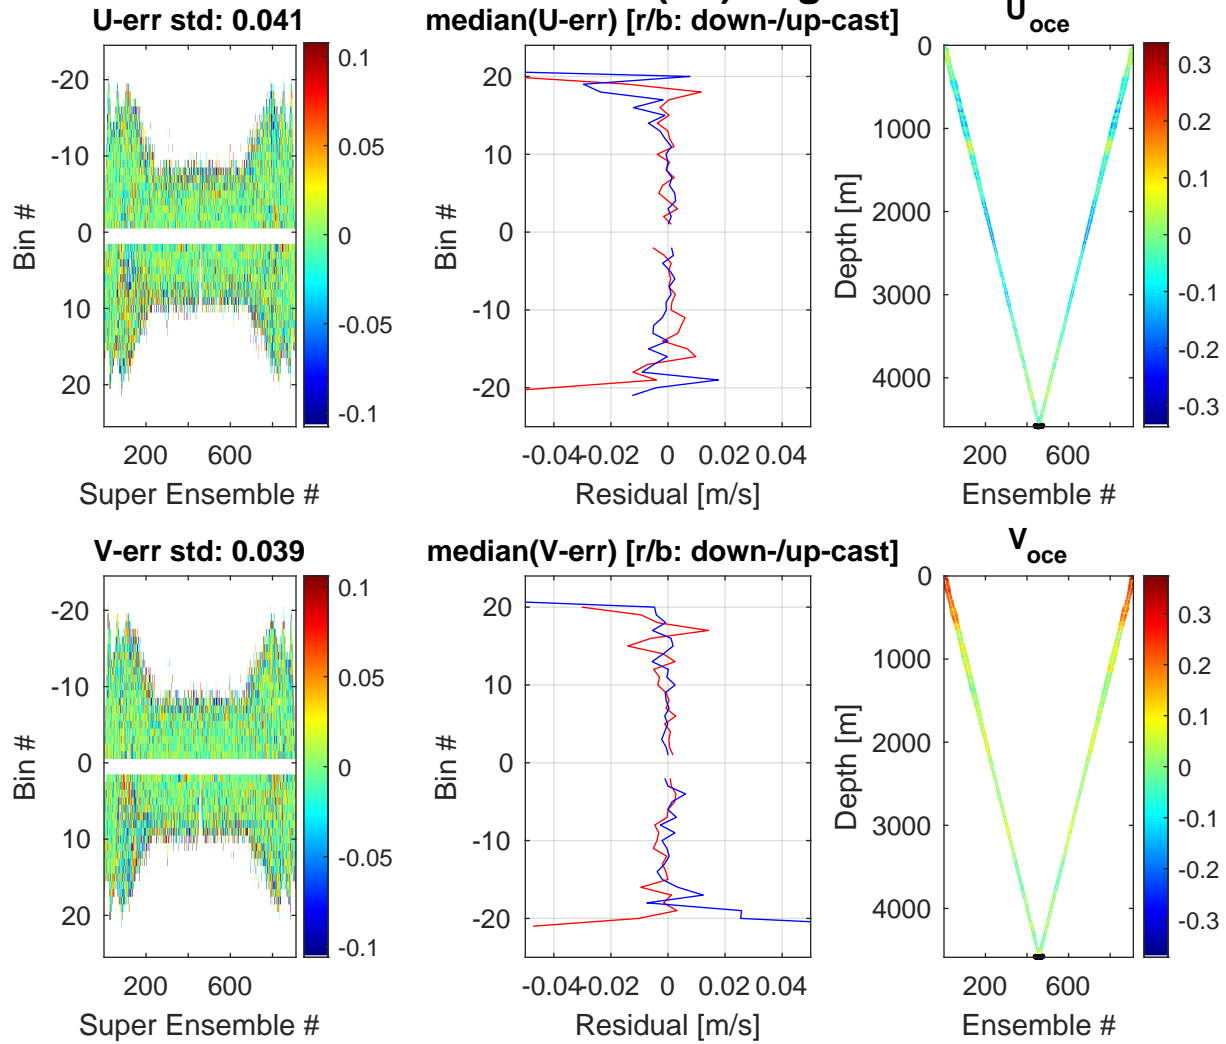 U-err std: 0.041
-20
-10
0
10
20
Bin #
200 600
Super Ensemble #
0.1
0.05
0
-0.05
-0.1
median(U-err) [r/b: down-/up-cast]
20
10
0
-10
-20
Bin #
-0.04 -0.02 0 0.02 0.04
Residual [m/s]
U oce
0
1000
2000
3000
4000
Depth [m]
200 600
Ensemble #
0.3
0.2
0.1
0
-0.1
-0.2
-0.3
V-err std: 0.039
-20
-10
0
10
20
Bin #
200 600
Super Ensemble #
0.1
0.05
0
-0.05
-0.1
median(V-err) [r/b: down-/up-cast]
20
10
0
-10
-20
Bin #
-0.04 -0.02 0 0.02 0.04
Residual [m/s]
V oce
0
1000
2000
3000
4000
Depth [m]
200 600
Ensemble #
0.3
0.2
0.1
0
-0.1
-0.2
-0.3